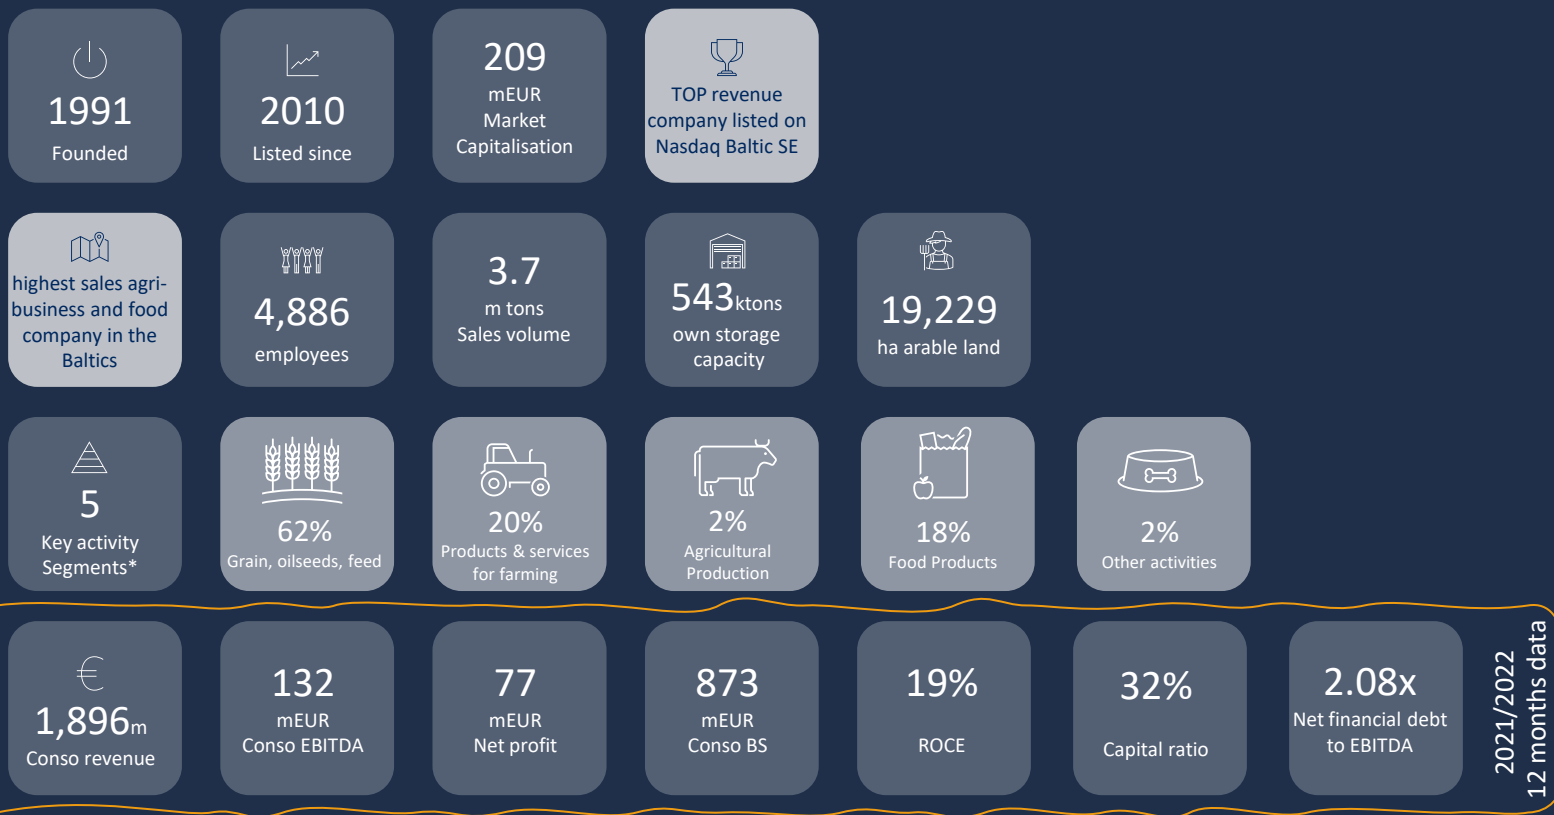 1991
Founded
2010
Listed since
209
mEUR
Market
Capitalisation
TOP revenue
company listed on
Nasdaq Baltic SE
highest sales agri-
business and food
company in the
Baltics
4,886
employees
3.7
m tons
Sales volume
543ktons
own storage
capacity
19,229
ha arable land
5
Key activity
Segments*
62%
Grain, oilseeds, feed
20%
Products & services
for farming
2%
Agricultural
Production
18%
Food Products
2%
Other activities
€
1,896m
Conso revenue
132
mEUR
Conso EBITDA
77
mEUR
Net profit
873
mEUR
Conso BS
19%
ROCE
32%
Capital ratio
2.08x
Net financial debt
to EBITDA
2021/2022
12 months data